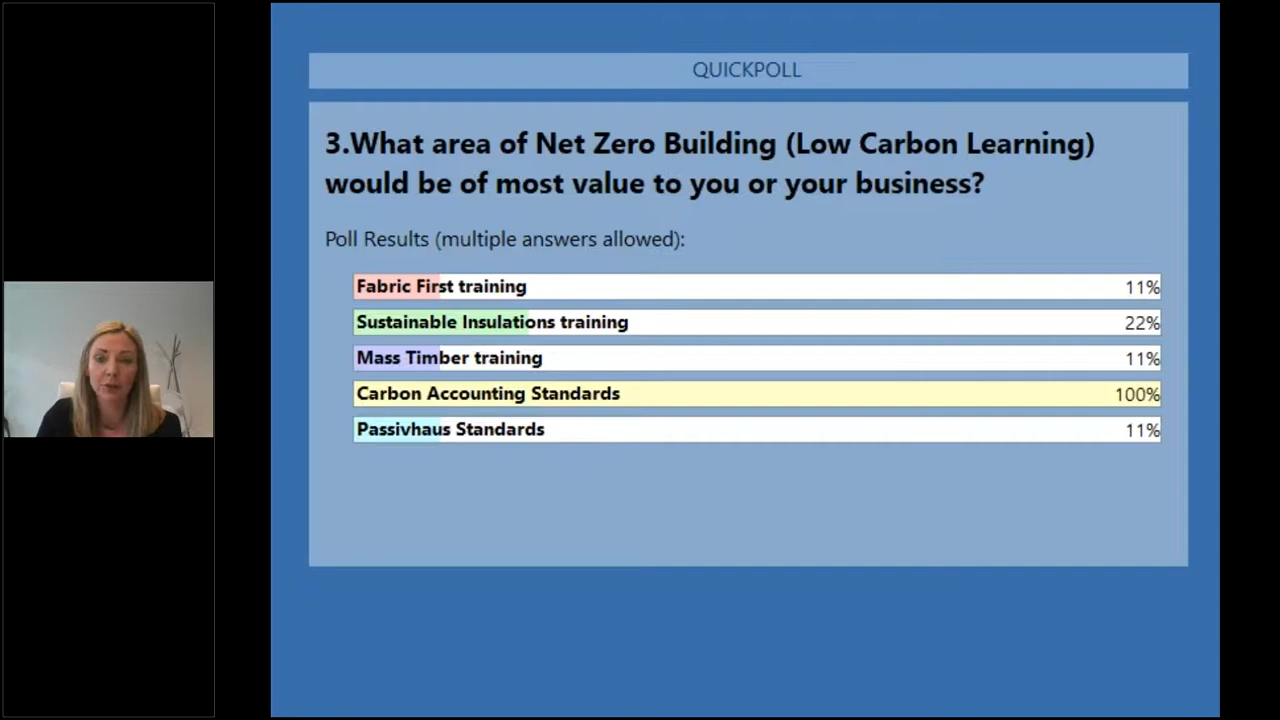 QUICKPOLL
3.What area of Net Zero Building (Low Carbon Learning)
would be of most value to you or your business?
Poll Results (multiple answers allowed):
Fabric First training 11%
Sustainable Insulations training 22%
Mass Timber training 11%
Carbon Accounting Standards 100%
Passivhaus Standards 11%